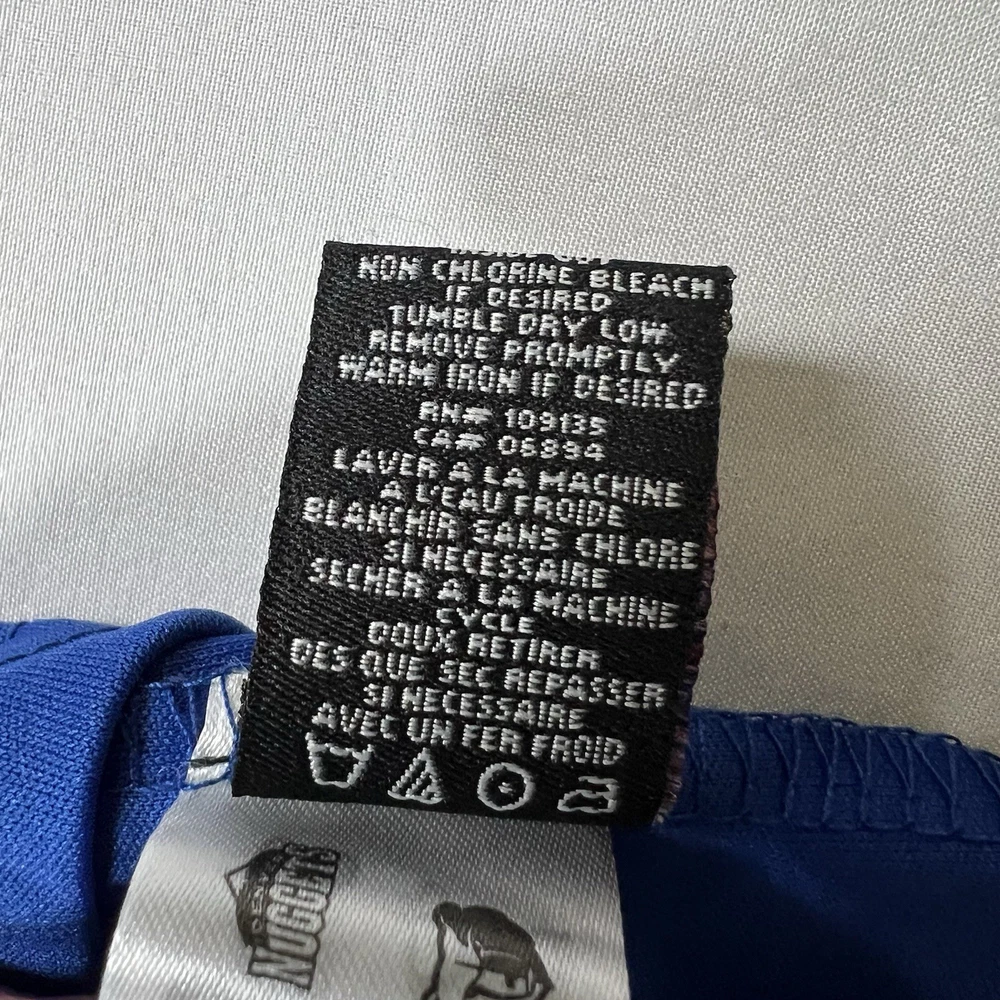 NON CHLORINE BLEACH
IF DESIRED
TUMBLE DRY LOW
REMOVE PROMPTLY
WARM IRON IF DESIRED
RN# 109135
CA# 06894
LAVER A LA MACHINE
A L'EAU FROIDE
BLANCHIR SANS CHLORE
SI NECESSAIRE
SECHER A LA MACHINE
CYCLE
DOUX RETIRER
DES QUE SEC REPASSER
SI NECESSAIRE
AVEC UN FER FROID
NUGGETS